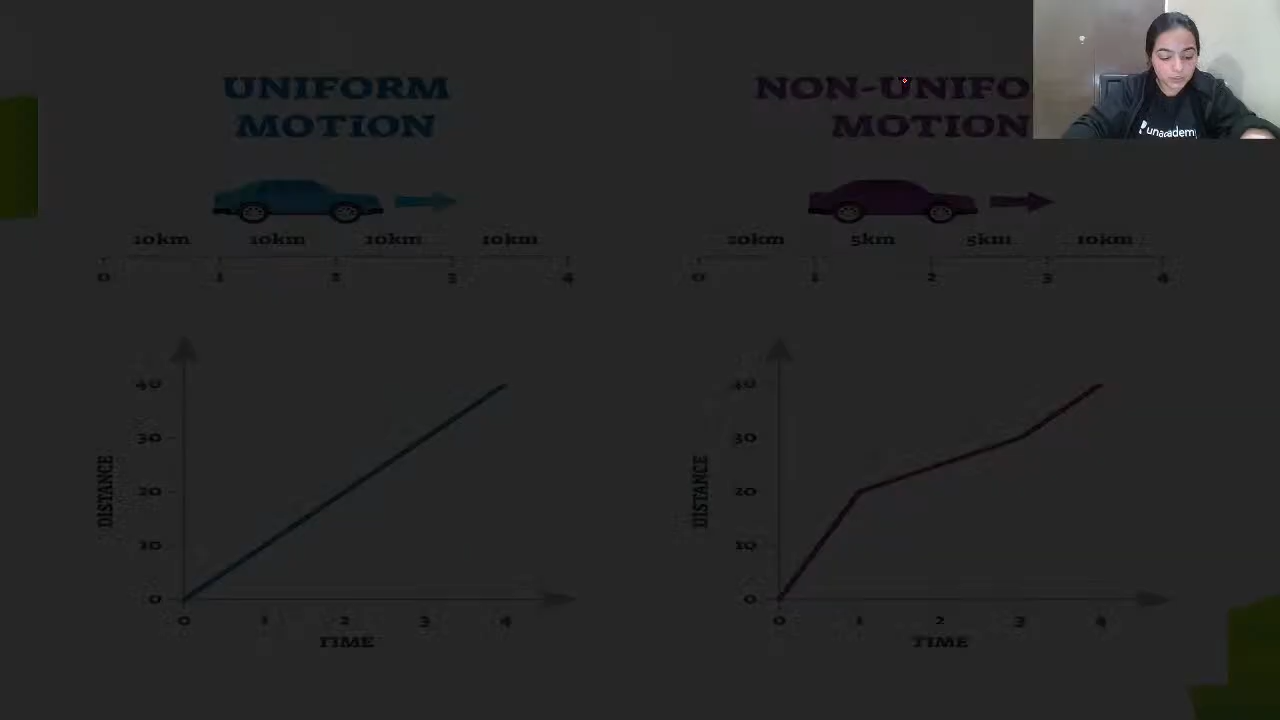 UNIFORM
MOTION
10km 10km 10km 10km
0 1 2 3 4
40
30
20
10
0
DISTANCE
0 1 2 3 4
TIME
NON-UNIFO
MOTION
20km 5km 5km 10km
0 1 2 3 4
40
30
20
10
0
DISTANCE
0 1 2 3 4
TIME
unacademy